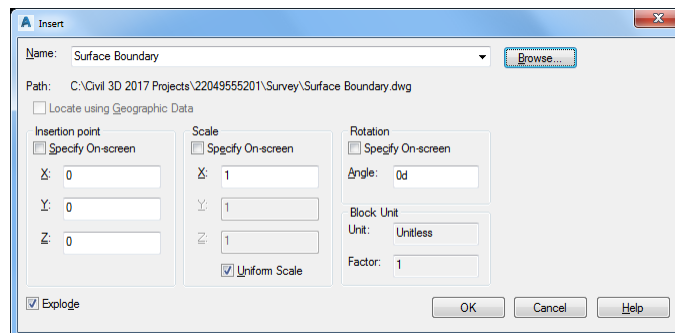 Insert
Name: Surface Boundary Browse...
Path: C:\Civil 3D 2017 Projects\22049555201\Survey\Surface Boundary.dwg
Locate using Geographic Data
Insertion point Scale Rotation
Specify On-screen Specify On-screen Specify On-screen
X: 0 X: 1 Angle: 0d
Y: 0 Y: 1 Block Unit
Unit: Unitless
Z: 0 Z: 1
Factor: 1
Uniform Scale
Explode OK Cancel Help